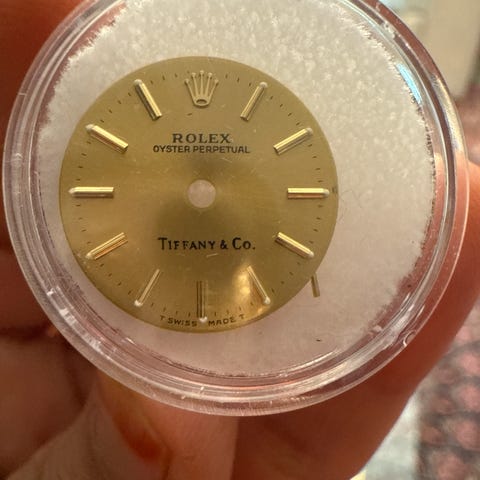 ROLEX
OYSTER PERPETUAL
TIFFANY & CO.
T SWISS MADE T